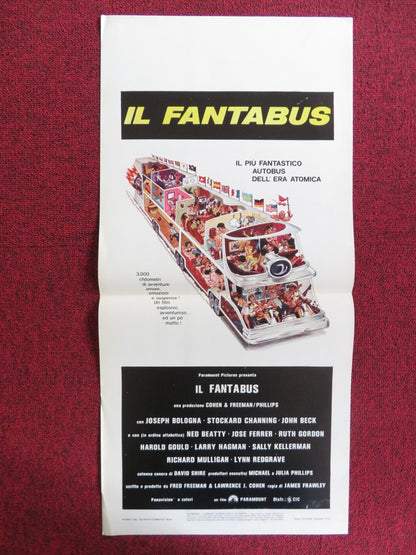 IL FANTABUS
IL PIÙ FANTASTICO
AUTOBUS
DELL'ERA ATOMICA
3.000
chilometri
di avventure,
amore,
emozioni
e suspence!
Un film
esplosivo,
avventuroso...
ed un pò
matto!
Paramount Pictures presenta
IL FANTABUS
una produzione COHEN & FREEMAN/PHILLIPS
con JOSEPH BOLOGNA · STOCKARD CHANNING · JOHN BECK
e con (in ordine alfabetico) NED BEATTY · JOSE FERRER · RUTH GORDON
HAROLD GOULD · LARRY HAGMAN · SALLY KELLERMAN
RICHARD MULLIGAN · LYNN REDGRAVE
colonna sonora di DAVID SHIRE produttori esecutivi MICHAEL e JULIA PHILLIPS
scritto e prodotto da FRED FREEMAN & LAWRENCE J. COHEN regia di JAMES FRAWLEY
Panavision a colori un film PARAMOUNT Distr. CIC